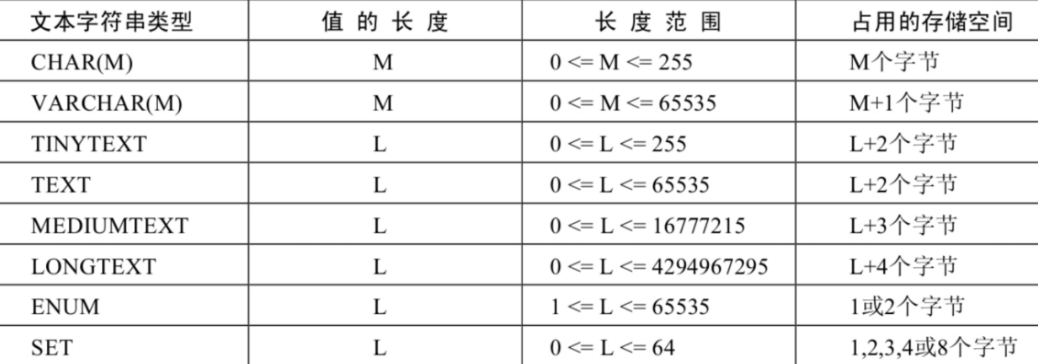 文本字符串类型 值 的 长 度 长 度 范 围 占用的存储空间
CHAR(M) M 0 <= M <= 255 M个字节
VARCHAR(M) M 0 <= M <= 65535 M+1个字节
TINYTEXT L 0 <= L <= 255 L+2个字节
TEXT L 0 <= L <= 65535 L+2个字节
MEDIUMTEXT L 0 <= L <= 16777215 L+3个字节
LONGTEXT L 0 <= L <= 4294967295 L+4个字节
ENUM L 1 <= L <= 65535 1或2个字节
SET L 0 <= L <= 64 1,2,3,4或8个字节